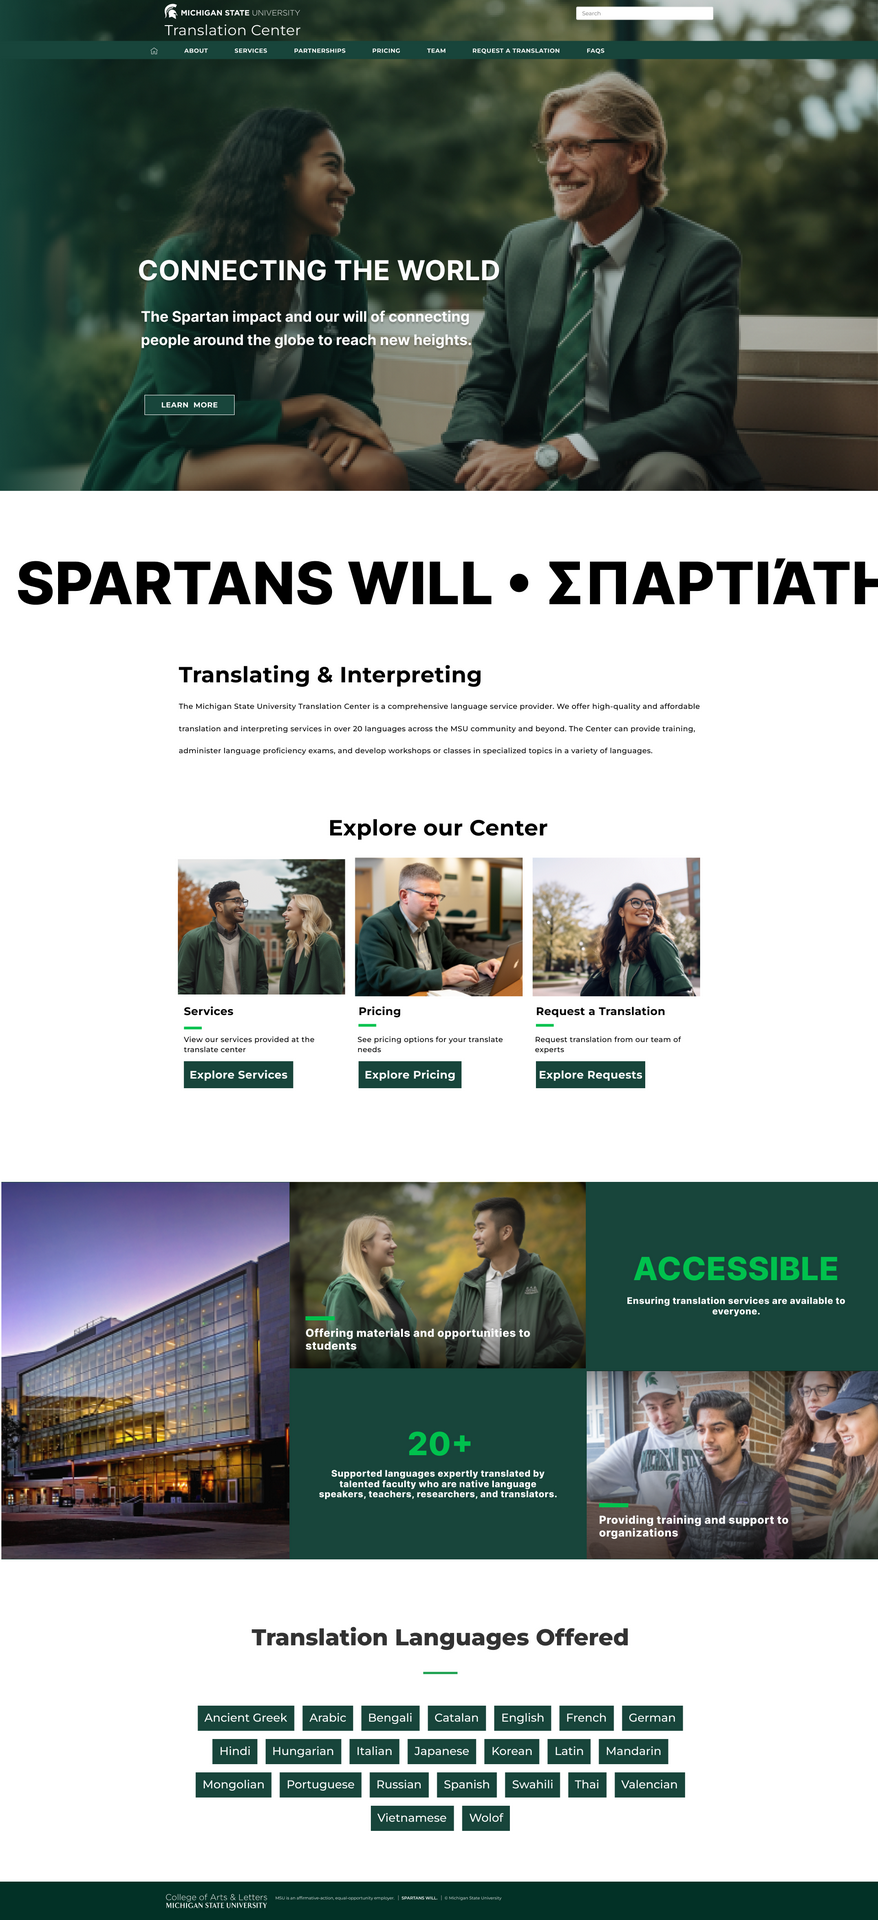 MICHIGAN STATE UNIVERSITY
Translation Center
Search
ABOUT SERVICES PARTNERSHIPS PRICING TEAM REQUEST A TRANSLATION FAQS
CONNECTING THE WORLD
The Spartan impact and our will of connecting
people around the globe to reach new heights.
LEARN MORE
SPARTANS WILL • ΣΠΑΡΤΙΆΤΗ
Translating & Interpreting
The Michigan State University Translation Center is a comprehensive language service provider. We offer high-quality and affordable
translation and interpreting services in over 20 languages across the MSU community and beyond. The Center can provide training,
administer language proficiency exams, and develop workshops or classes in specialized topics in a variety of languages.
Explore our Center
Services
View our services provided at the
translate center
Explore Services
Pricing
See pricing options for your translate
needs
Explore Pricing
Request a Translation
Request translation from our team of
experts
Explore Requests
Offering materials and opportunities to
students
ACCESSIBLE
Ensuring translation services are available to
everyone.
20+
Supported languages expertly translated by
talented faculty who are native language
speakers, teachers, researchers, and translators.
Providing training and support to
organizations
Translation Languages Offered
Ancient Greek Arabic Bengali Catalan English French German
Hindi Hungarian Italian Japanese Korean Latin Mandarin
Mongolian Portuguese Russian Spanish Swahili Thai Valencian
Vietnamese Wolof
College of Arts & Letters
MICHIGAN STATE UNIVERSITY
MSU is an affirmative-action, equal-opportunity employer. | SPARTANS WILL. | © Michigan State University